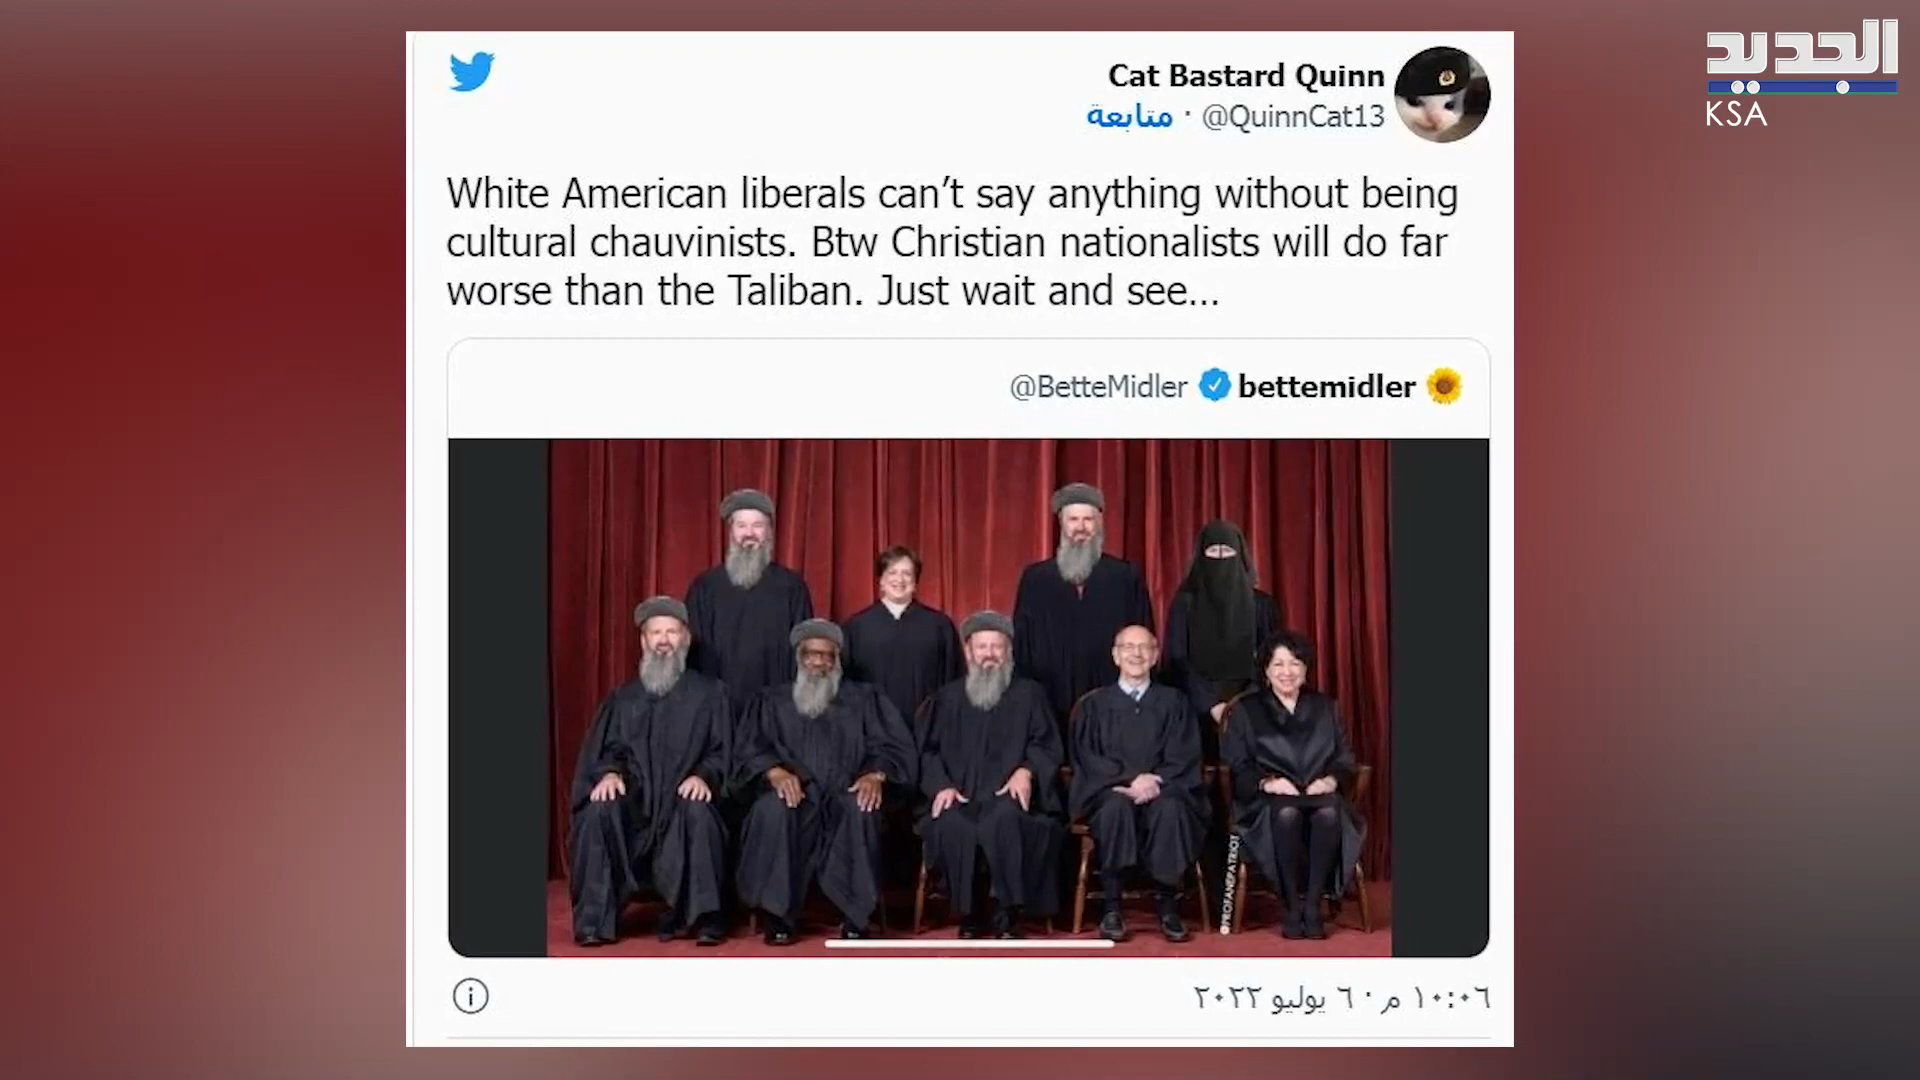 الجديد
KSA
Cat Bastard Quinn
@QuinnCat13 · متابعة
White American liberals can’t say anything without being
cultural chauvinists. Btw Christian nationalists will do far
worse than the Taliban. Just wait and see...
bettemidler @BetteMidler
@PROFANEPATRIOT
١٠:٠٦ م · ٦ يوليو ٢٠٢٢